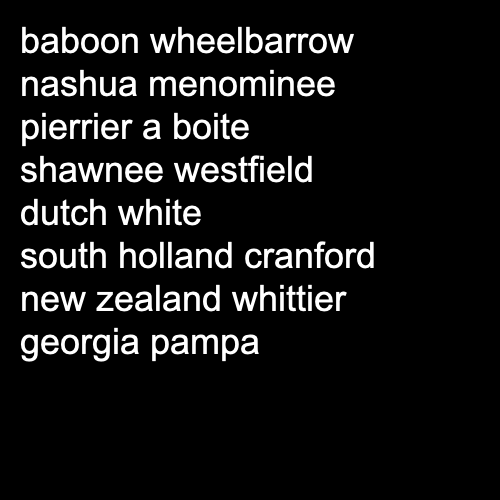 baboon wheelbarrow
nashua menominee
pierrier a boite
shawnee westfield
dutch white
south holland cranford
new zealand whittier
georgia pampa